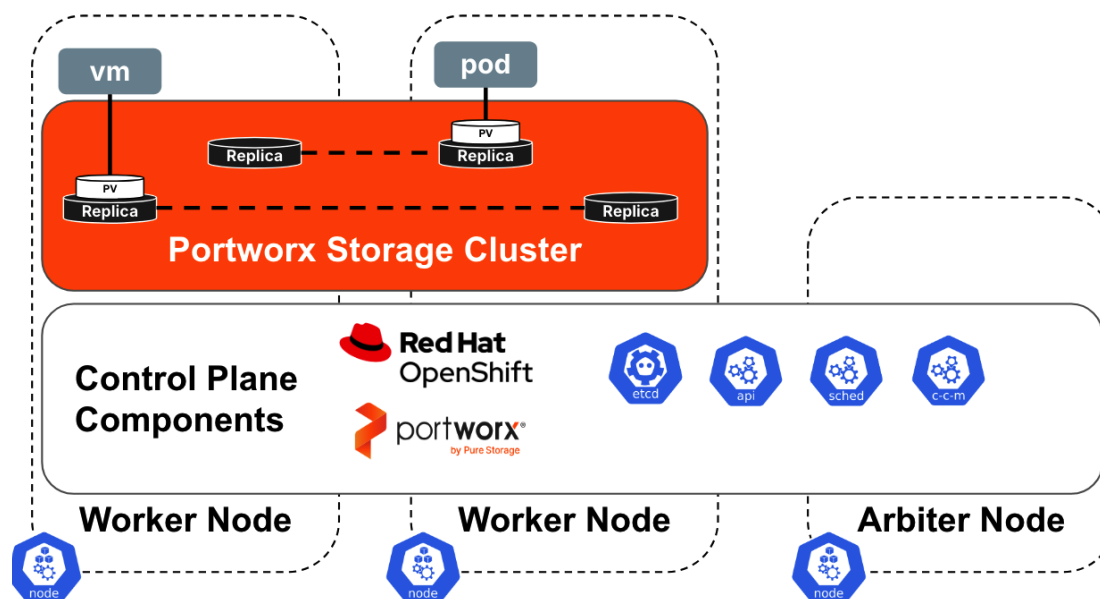 vm
pod
PV
Replica
Replica
PV
Replica
Replica
Portworx Storage Cluster
Control Plane
Components
Red Hat
OpenShift
portworx®
by Pure Storage
etcd
api
sched
c-c-m
Worker Node
Worker Node
Arbiter Node
node
node
node